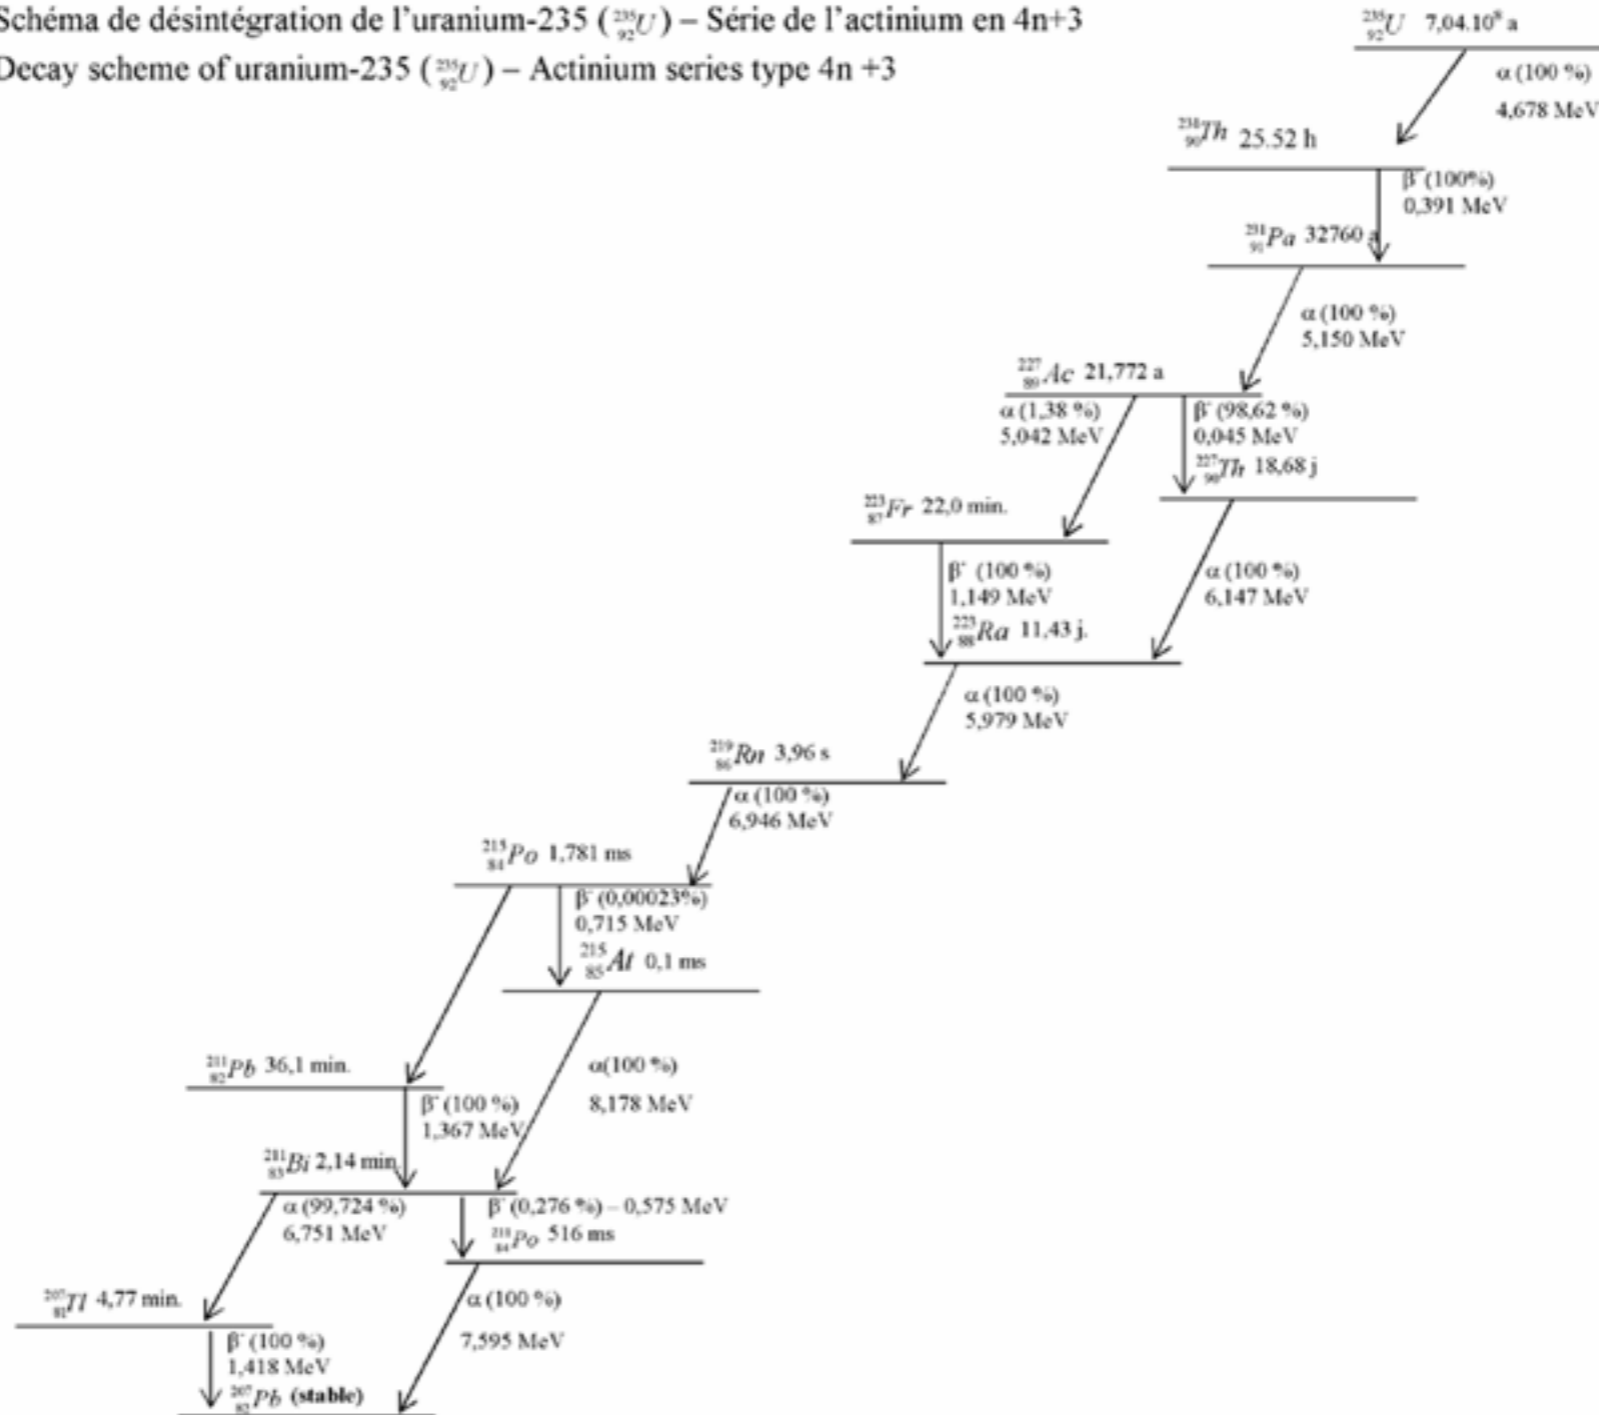 Schéma de désintégration de l'uranium-235 ( ²³⁵₉₂U ) – Série de l'actinium en 4n+3
Decay scheme of uranium-235 ( ²³⁵₉₂U ) – Actinium series type 4n +3
²³⁵₉₂U 7,04.10⁸ a
α (100 %)
4,678 MeV
²³¹₉₀Th 25.52 h
β⁻ (100%)
0,391 MeV
²³¹₉₁Pa 32760 a
α (100 %)
5,150 MeV
²²⁷₈₉Ac 21,772 a
α (1,38 %)
5,042 MeV
β⁻ (98,62 %)
0,045 MeV
²²⁷₉₀Th 18,68 j
²²³₈₇Fr 22,0 min.
β⁻ (100 %)
1,149 MeV
α (100 %)
6,147 MeV
²²³₈₈Ra 11,43 j.
α (100 %)
5,979 MeV
²¹⁹₈₆Rn 3,96 s
α (100 %)
6,946 MeV
²¹⁵₈₄Po 1,781 ms
β⁻ (0,00023%)
0,715 MeV
²¹⁵₈₅At 0,1 ms
α(100 %)
8,178 MeV
²¹¹₈₂Pb 36,1 min.
β⁻ (100 %)
1,367 MeV
²¹¹₈₃Bi 2,14 min
α (99,724 %)
6,751 MeV
β⁻ (0,276 %) – 0,575 MeV
²¹¹₈₄Po 516 ms
α (100 %)
7,595 MeV
²⁰⁷₈₁Tl 4,77 min.
β⁻ (100 %)
1,418 MeV
²⁰⁷₈₂Pb (stable)